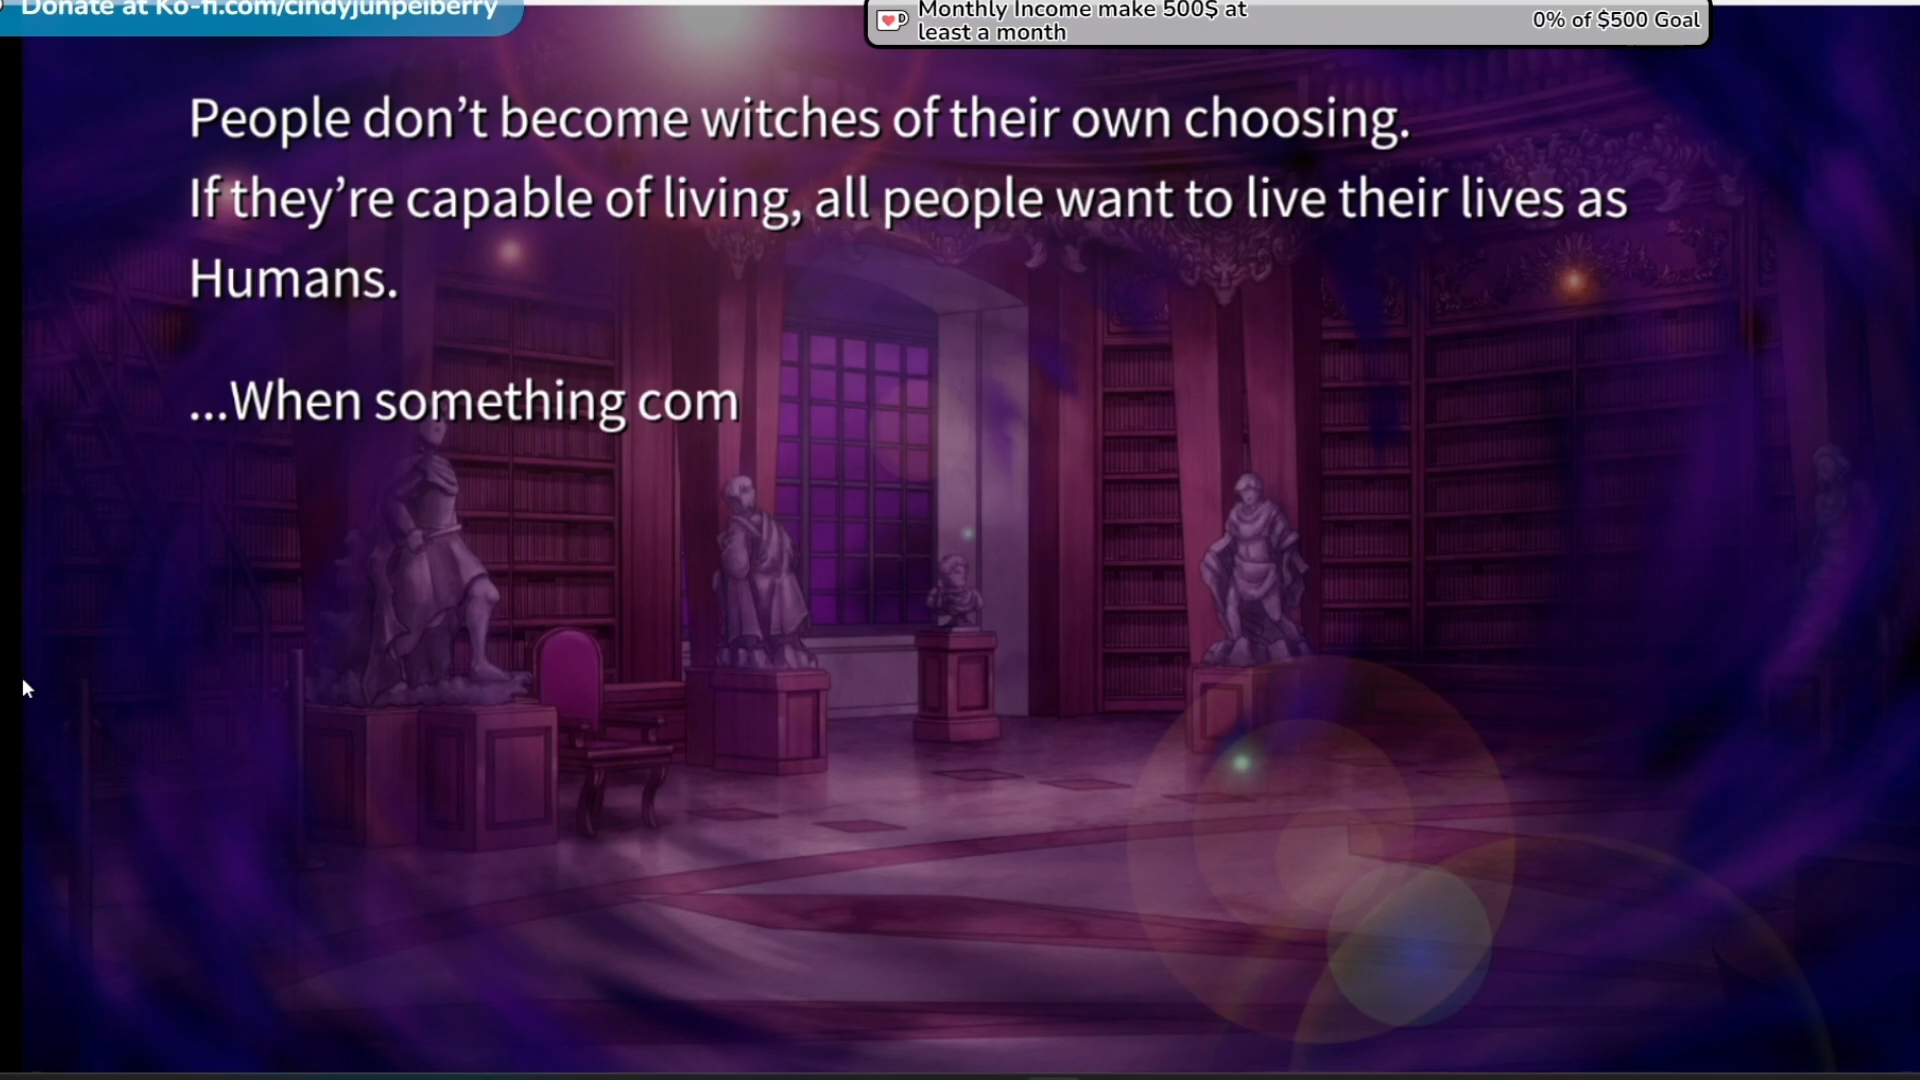 Donate at Ko-fi.com/cindyjunpeiberry
Monthly Income make 500$ at
least a month
0% of $500 Goal
People don’t become witches of their own choosing.
If they’re capable of living, all people want to live their lives as
Humans.
...When something com